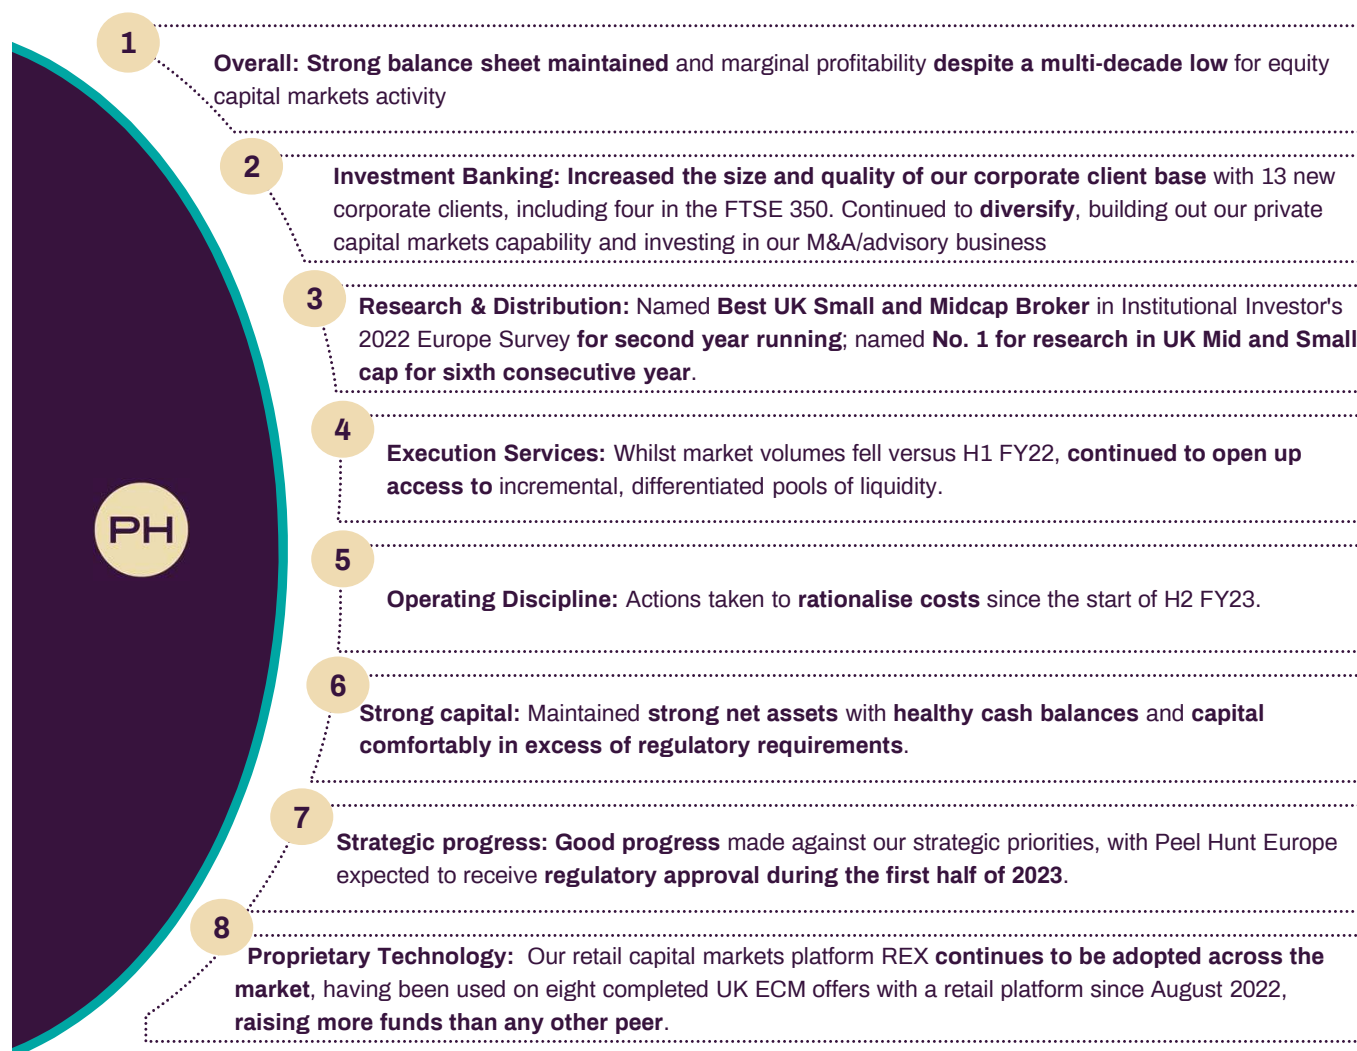 1
Overall: Strong balance sheet maintained and marginal profitability despite a multi-decade low for equity
capital markets activity
2
Investment Banking: Increased the size and quality of our corporate client base with 13 new
corporate clients, including four in the FTSE 350. Continued to diversify, building out our private
capital markets capability and investing in our M&A/advisory business
3
Research & Distribution: Named Best UK Small and Midcap Broker in Institutional Investor's
2022 Europe Survey for second year running; named No. 1 for research in UK Mid and Small
cap for sixth consecutive year.
4
Execution Services: Whilst market volumes fell versus H1 FY22, continued to open up
access to incremental, differentiated pools of liquidity.
PH
5
Operating Discipline: Actions taken to rationalise costs since the start of H2 FY23.
6
Strong capital: Maintained strong net assets with healthy cash balances and capital
comfortably in excess of regulatory requirements.
7
Strategic progress: Good progress made against our strategic priorities, with Peel Hunt Europe
expected to receive regulatory approval during the first half of 2023.
8
Proprietary Technology: Our retail capital markets platform REX continues to be adopted across the
market, having been used on eight completed UK ECM offers with a retail platform since August 2022,
raising more funds than any other peer.